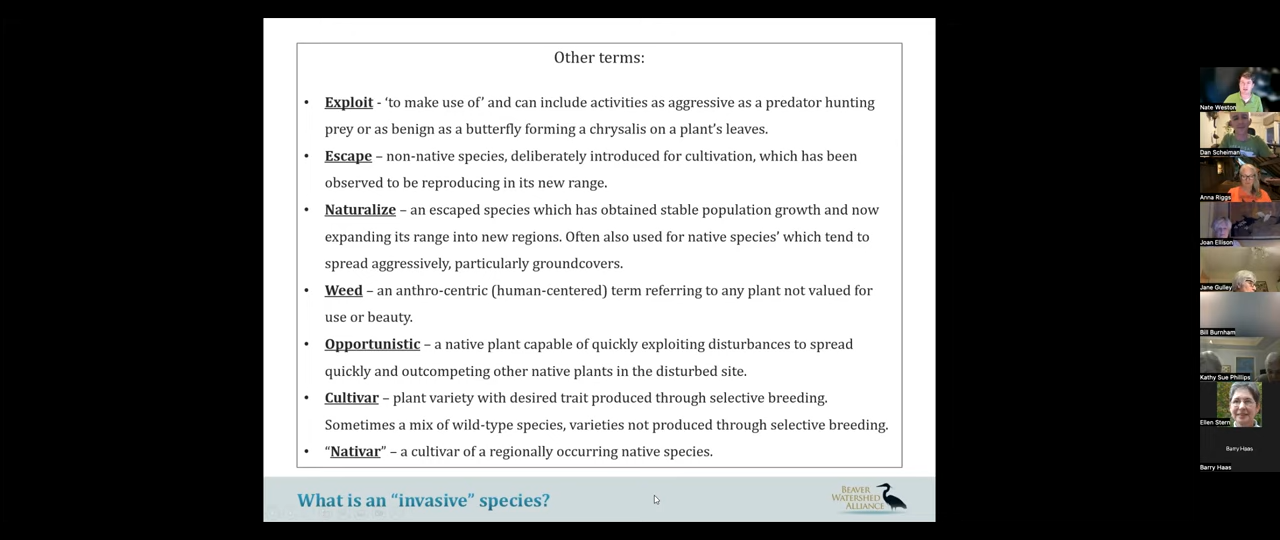 Other terms:
• Exploit - ‘to make use of’ and can include activities as aggressive as a predator hunting
prey or as benign as a butterfly forming a chrysalis on a plant’s leaves.
• Escape – non-native species, deliberately introduced for cultivation, which has been
observed to be reproducing in its new range.
• Naturalize – an escaped species which has obtained stable population growth and now
expanding its range into new regions. Often also used for native species’ which tend to
spread aggressively, particularly groundcovers.
• Weed – an anthro-centric (human-centered) term referring to any plant not valued for
use or beauty.
• Opportunistic – a native plant capable of quickly exploiting disturbances to spread
quickly and outcompeting other native plants in the disturbed site.
• Cultivar – plant variety with desired trait produced through selective breeding.
Sometimes a mix of wild-type species, varieties not produced through selective breeding.
• “Nativar” – a cultivar of a regionally occurring native species.
What is an “invasive” species?
BEAVER
WATERSHED
ALLIANCE
Nate Weston
Dan Scheiman
Anna Riggs
Joan Ellison
Jane Gulley
Bill Burnham
Kathy Sue Phillips
Ellen Stern
Barry Haas
Barry Haas